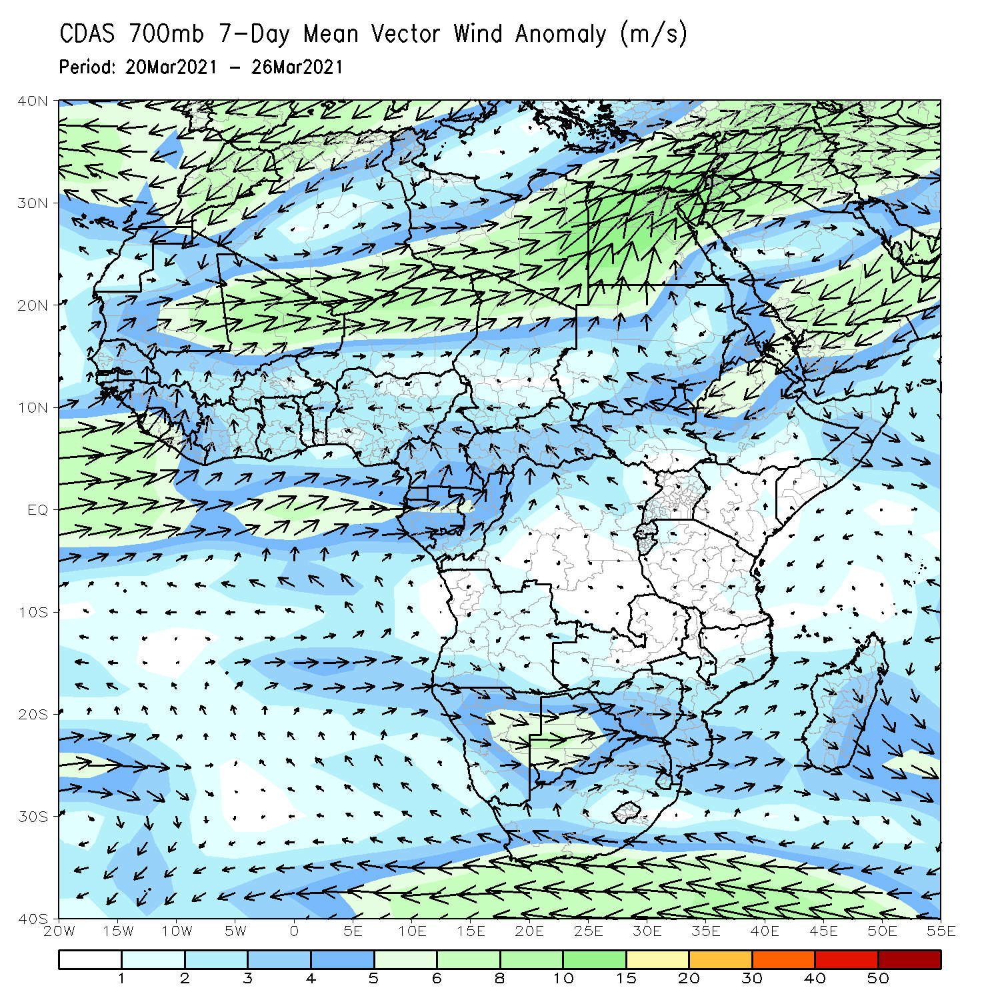 CDAS 700mb 7-Day Mean Vector Wind Anomaly (m/s)
Period: 20Mar2021 - 26Mar2021
40N
30N
20N
10N
EQ
10S
20S
30S
40S
20W 15W 10W 5W 0 5E 10E 15E 20E 25E 30E 35E 40E 45E 50E 55E
1 2 3 4 5 6 8 10 15 20 30 40 50